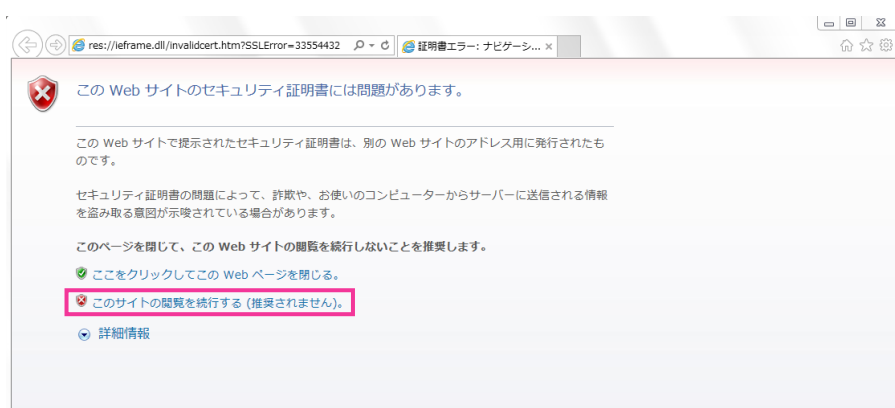 res://ieframe.dll/invalidcert.htm?SSLError=33554432
証明書エラー: ナビゲーシ...
この Web サイトのセキュリティ証明書には問題があります。
この Web サイトで提示されたセキュリティ証明書は、別の Web サイトのアドレス用に発行されたも
のです。
セキュリティ証明書の問題によって、詐欺や、お使いのコンピューターからサーバーに送信される情報
を盗み取る意図が示唆されている場合があります。
このページを閉じて、この Web サイトの閲覧を続行しないことを推奨します。
ここをクリックしてこの Web ページを閉じる。
このサイトの閲覧を続行する (推奨されません)。
詳細情報